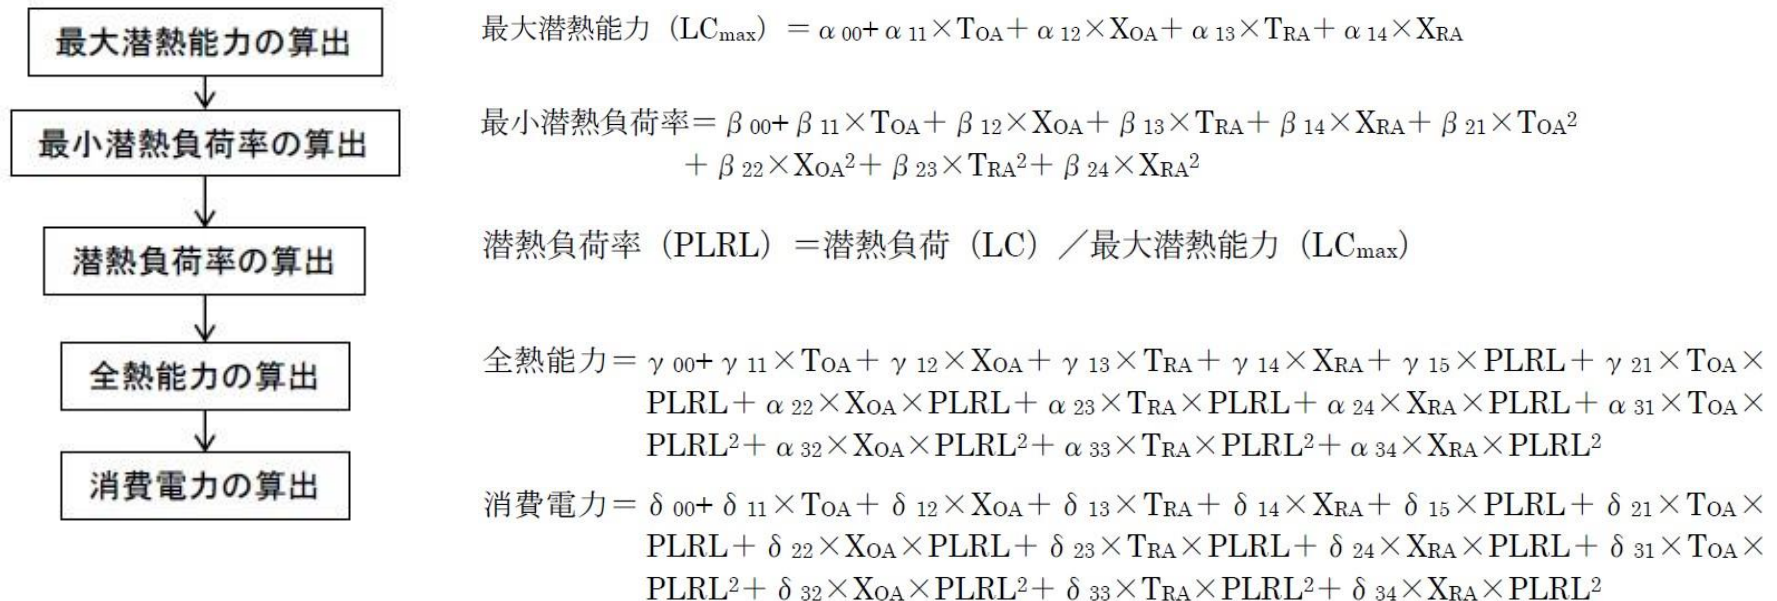 最大潜熱能力の算出
最小潜熱負荷率の算出
潜熱負荷率の算出
全熱能力の算出
消費電力の算出
最大潜熱能力（LCmax）＝α00+α11×TOA＋α12×XOA＋α13×TRA＋α14×XRA
最小潜熱負荷率＝β00+β11×TOA＋β12×XOA＋β13×TRA＋β14×XRA＋β21×TOA²
＋β22×XOA²＋β23×TRA²＋β24×XRA²
潜熱負荷率（PLRL）＝潜熱負荷（LC）／最大潜熱能力（LCmax）
全熱能力＝γ00+γ11×TOA＋γ12×XOA＋γ13×TRA＋γ14×XRA＋γ15×PLRL＋γ21×TOA×
PLRL＋α22×XOA×PLRL＋α23×TRA×PLRL＋α24×XRA×PLRL＋α31×TOA×
PLRL²＋α32×XOA×PLRL²＋α33×TRA×PLRL²＋α34×XRA×PLRL²
消費電力＝δ00+δ11×TOA＋δ12×XOA＋δ13×TRA＋δ14×XRA＋δ15×PLRL＋δ21×TOA×
PLRL＋δ22×XOA×PLRL＋δ23×TRA×PLRL＋δ24×XRA×PLRL＋δ31×TOA×
PLRL²＋δ32×XOA×PLRL²＋δ33×TRA×PLRL²＋δ34×XRA×PLRL²